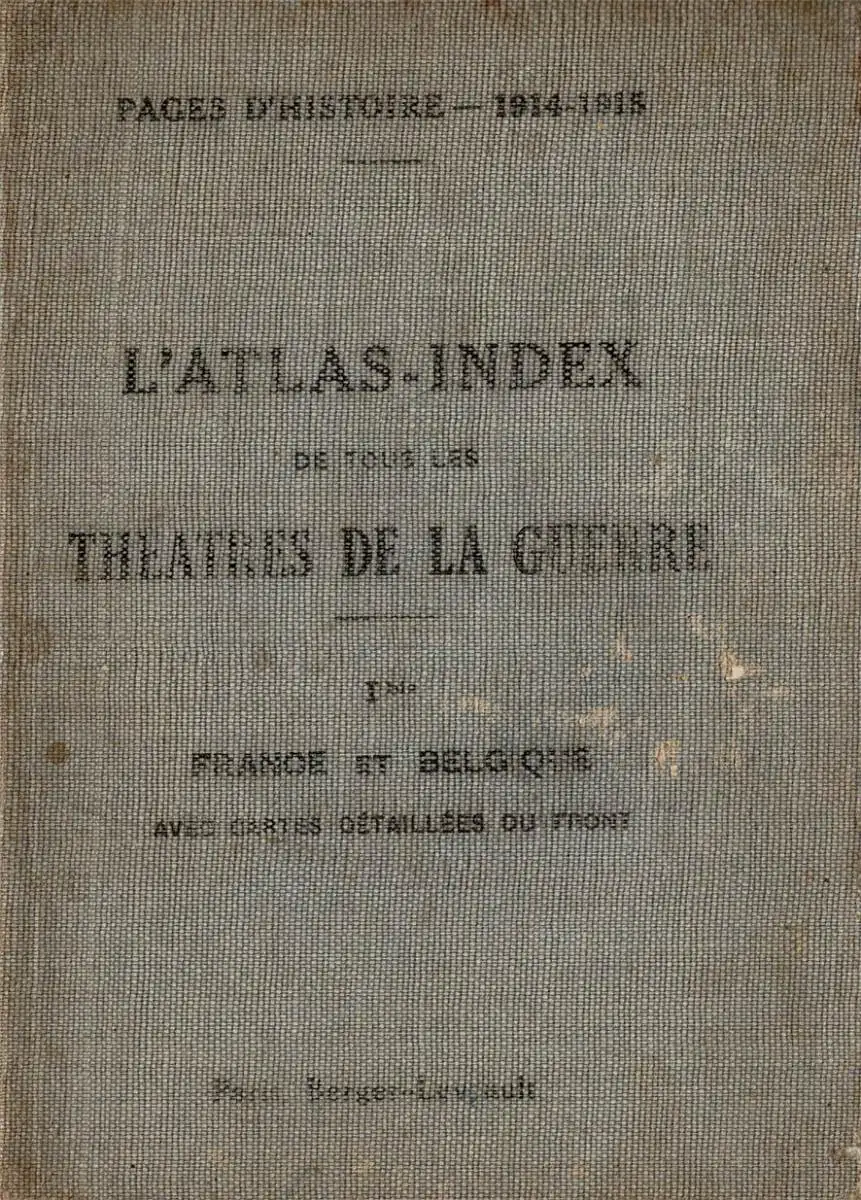 PAGES D'HISTOIRE — 1914-1915
L'ATLAS-INDEX
DE TOUS LES
THÉATRES DE LA GUERRE
I bis
FRANCE ET BELGIQUE
AVEC CARTES DÉTAILLÉES DU FRONT
Paris Berger-Levrault